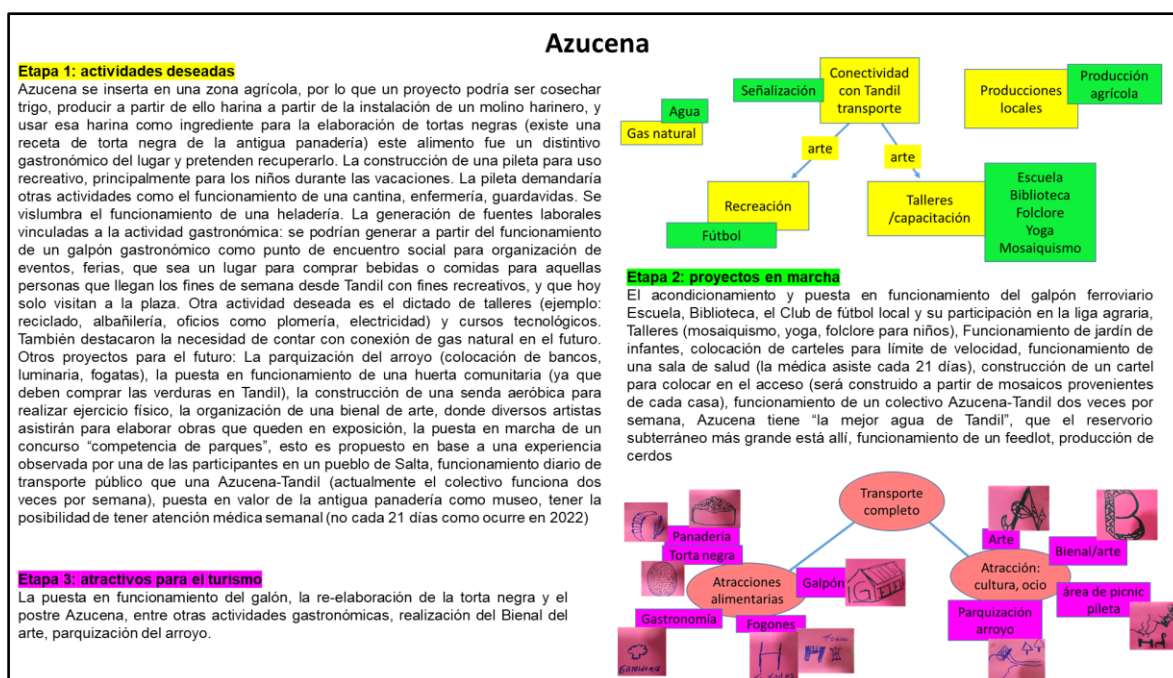 Azucena
Etapa 1: actividades deseadas
Azucena se inserta en una zona agrícola, por lo que un proyecto podría ser cosechar
trigo, producir a partir de ello harina a partir de la instalación de un molino harinero, y
usar esa harina como ingrediente para la elaboración de tortas negras (existe una
receta de torta negra de la antigua panadería) este alimento fue un distintivo
gastronómico del lugar y pretenden recuperarlo. La construcción de una pileta para uso
recreativo, principalmente para los niños durante las vacaciones. La pileta demandaría
otras actividades como el funcionamiento de una cantina, enfermería, guardavidas. Se
vislumbra el funcionamiento de una heladería. La generación de fuentes laborales
vinculadas a la actividad gastronómica: se podrían generar a partir del funcionamiento
de un galpón gastronómico como punto de encuentro social para organización de
eventos, ferias, que sea un lugar para comprar bebidas o comidas para aquellas
personas que llegan los fines de semana desde Tandil con fines recreativos, y que hoy
solo visitan a la plaza. Otra actividad deseada es el dictado de talleres (ejemplo:
reciclado, albañilería, oficios como plomería, electricidad) y cursos tecnológicos.
También destacaron la necesidad de contar con conexión de gas natural en el futuro.
Otros proyectos para el futuro: La parquización del arroyo (colocación de bancos,
luminaria, fogatas), la puesta en funcionamiento de una huerta comunitaria (ya que
deben comprar las verduras en Tandil), la construcción de una senda aeróbica para
realizar ejercicio físico, la organización de una bienal de arte, donde diversos artistas
asistirán para elaborar obras que queden en exposición, la puesta en marcha de un
concurso “competencia de parques”, esto es propuesto en base a una experiencia
observada por una de las participantes en un pueblo de Salta, funcionamiento diario de
transporte público que una Azucena-Tandil (actualmente el colectivo funciona dos
veces por semana), puesta en valor de la antigua panadería como museo, tener la
posibilidad de tener atención médica semanal (no cada 21 días como ocurre en 2022)
Etapa 3: atractivos para el turismo
La puesta en funcionamiento del galón, la re-elaboración de la torta negra y el
postre Azucena, entre otras actividades gastronómicas, realización del Bienal del
arte, parquización del arroyo.
Conectividad
con Tandil
transporte
Señalización
Agua
Gas natural
Producciones
locales
Producción
agrícola
arte
arte
Recreación
Fútbol
Talleres
/capacitación
Escuela
Biblioteca
Folclore
Yoga
Mosaiquismo
Etapa 2: proyectos en marcha
El acondicionamiento y puesta en funcionamiento del galpón ferroviario
Escuela, Biblioteca, el Club de fútbol local y su participación en la liga agraria,
Talleres (mosaiquismo, yoga, folclore para niños), Funcionamiento de jardín de
infantes, colocación de carteles para límite de velocidad, funcionamiento de
una sala de salud (la médica asiste cada 21 días), construcción de un cartel
para colocar en el acceso (será construido a partir de mosaicos provenientes
de cada casa), funcionamiento de un colectivo Azucena-Tandil dos veces por
semana, Azucena tiene “la mejor agua de Tandil”, que el reservorio
subterráneo más grande está allí, funcionamiento de un feedlot, producción de
cerdos
Transporte
completo
Panadería
Torta negra
Atracciones
alimentarias
Galpón
G
Gastronomía
Fogones
H
Arte
A
B
Bienal/arte
Atracción:
cultura, ocio
área de picnic
pileta
Parquización
arroyo